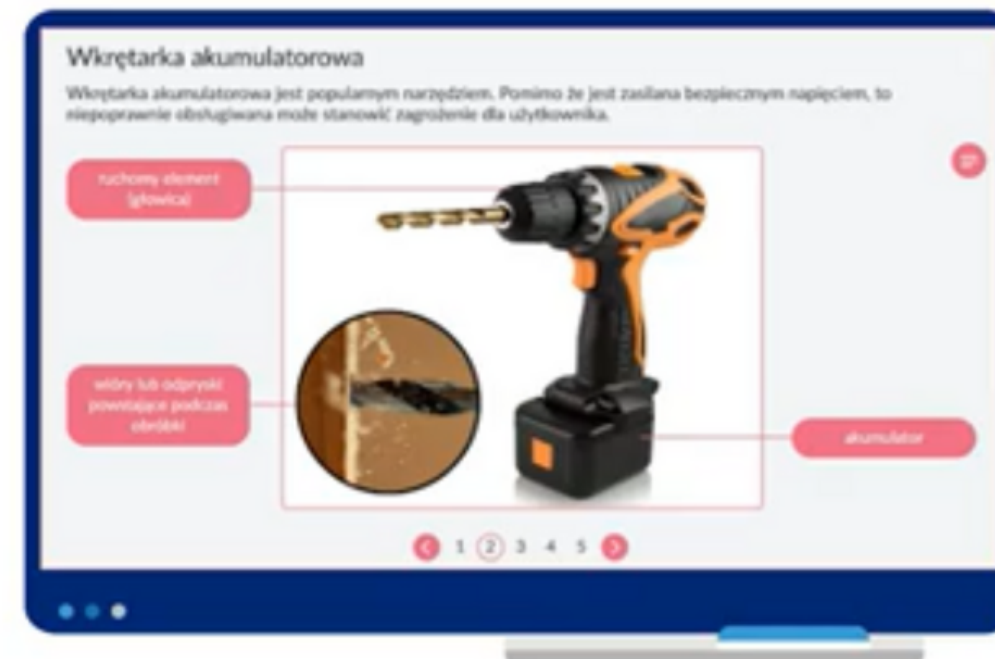 Wkrętarka akumulatorowa
Wkrętarka akumulatorowa jest popularnym narzędziem. Pomimo że jest zasilana bezpiecznym napięciem, to
niepoprawnie obsługiwana może stanowić zagrożenie dla użytkownika.
ruchomy element
(głowica)
wióry lub odpryski
powstające podczas
obróbki
akumulator
1 2 3 4 5